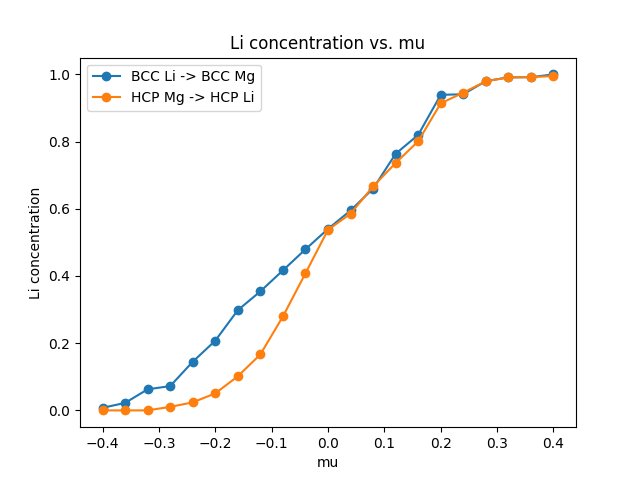 Li concentration vs. mu
BCC Li -> BCC Mg
HCP Mg -> HCP Li
Li concentration
1.0
0.8
0.6
0.4
0.2
0.0
−0.4 −0.3 −0.2 −0.1 0.0 0.1 0.2 0.3 0.4
mu